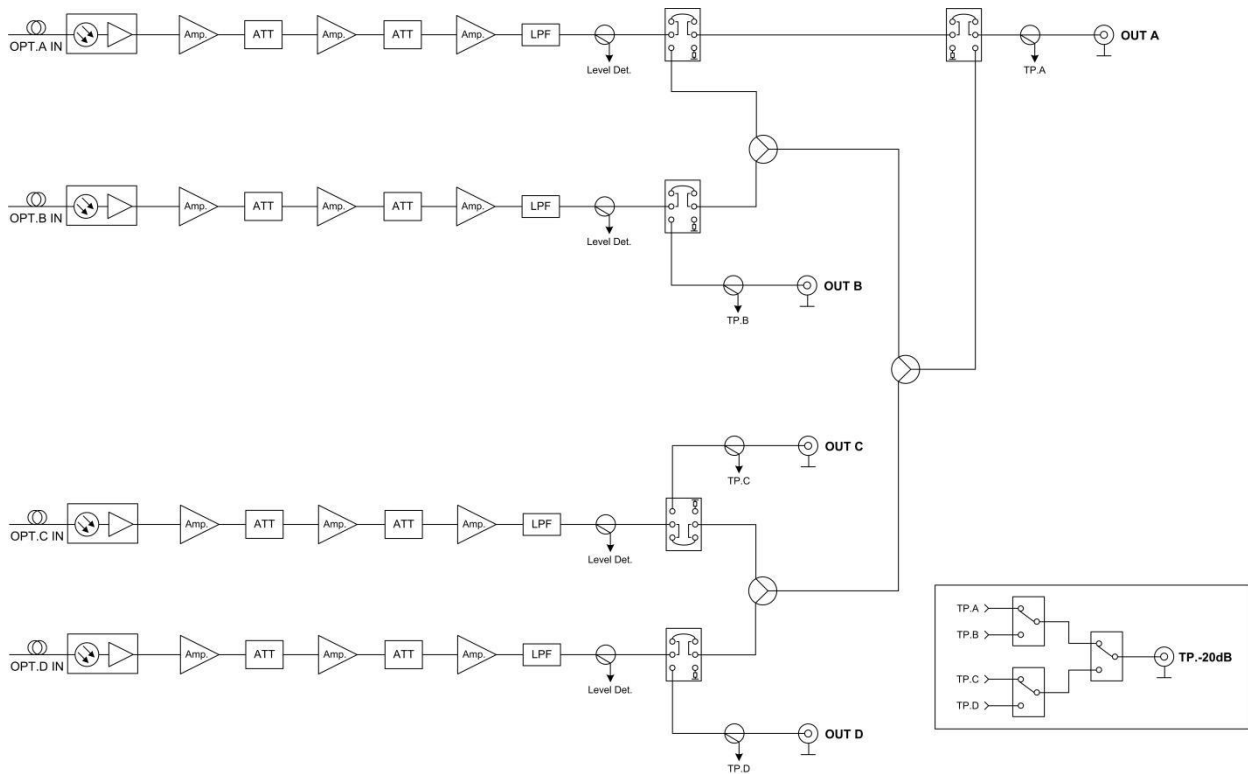 OPT.A IN
Amp.
ATT
Amp.
ATT
Amp.
LPF
Level Det.
TP.A
OUT A
OPT.B IN
Amp.
ATT
Amp.
ATT
Amp.
LPF
Level Det.
TP.B
OUT B
TP.C
OUT C
OPT.C IN
Amp.
ATT
Amp.
ATT
Amp.
LPF
Level Det.
OPT.D IN
Amp.
ATT
Amp.
ATT
Amp.
LPF
Level Det.
TP.D
OUT D
TP.A
TP.B
TP.C
TP.D
TP.-20dB